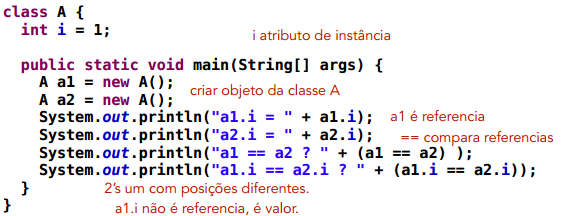 class A {
int i = 1;
i atributo de instância
public static void main(String[] args) {
A a1 = new A();
criar objeto da classe A
A a2 = new A();
System.out.println("a1.i = " + a1.i);
a1 é referencia
System.out.println("a2.i = " + a2.i);
== compara referencias
System.out.println("a1 == a2 ? " + (a1 == a2) );
System.out.println("a1.i == a2.i ? " + (a1.i == a2.i));
}
2's um com posições diferentes.
}
a1.i não é referencia, é valor.